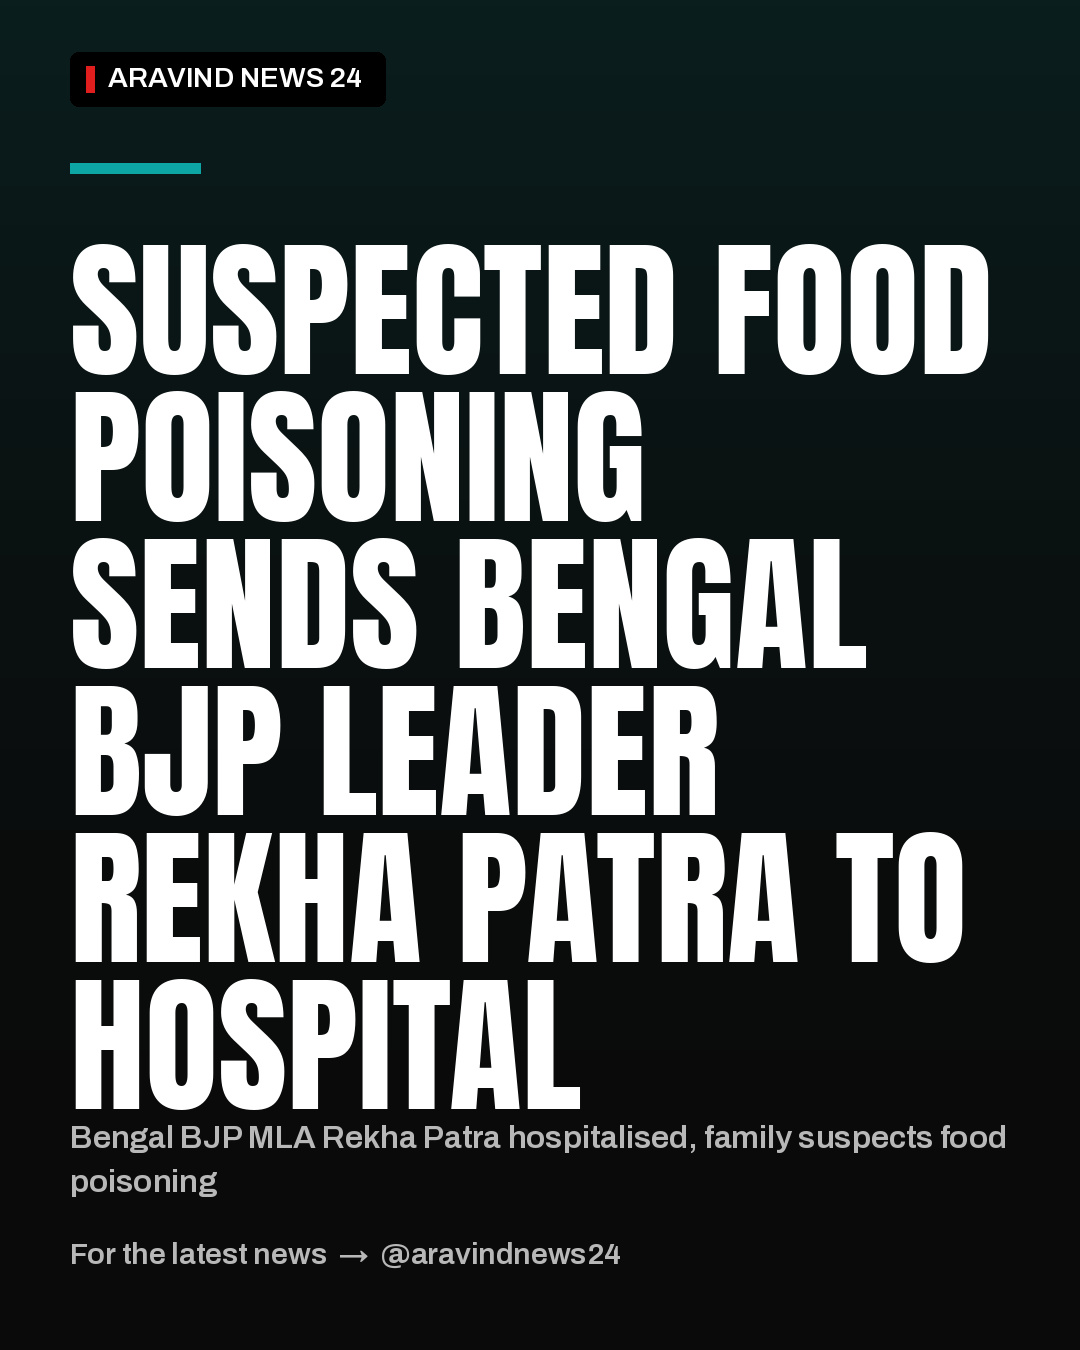 ARAVIND NEWS 24
SUSPECTED FOOD
POISONING
SENDS BENGAL
BJP LEADER
REKHA PATRA TO
HOSPITAL
Bengal BJP MLA Rekha Patra hospitalised, family suspects food
poisoning
For the latest news → @aravindnews24